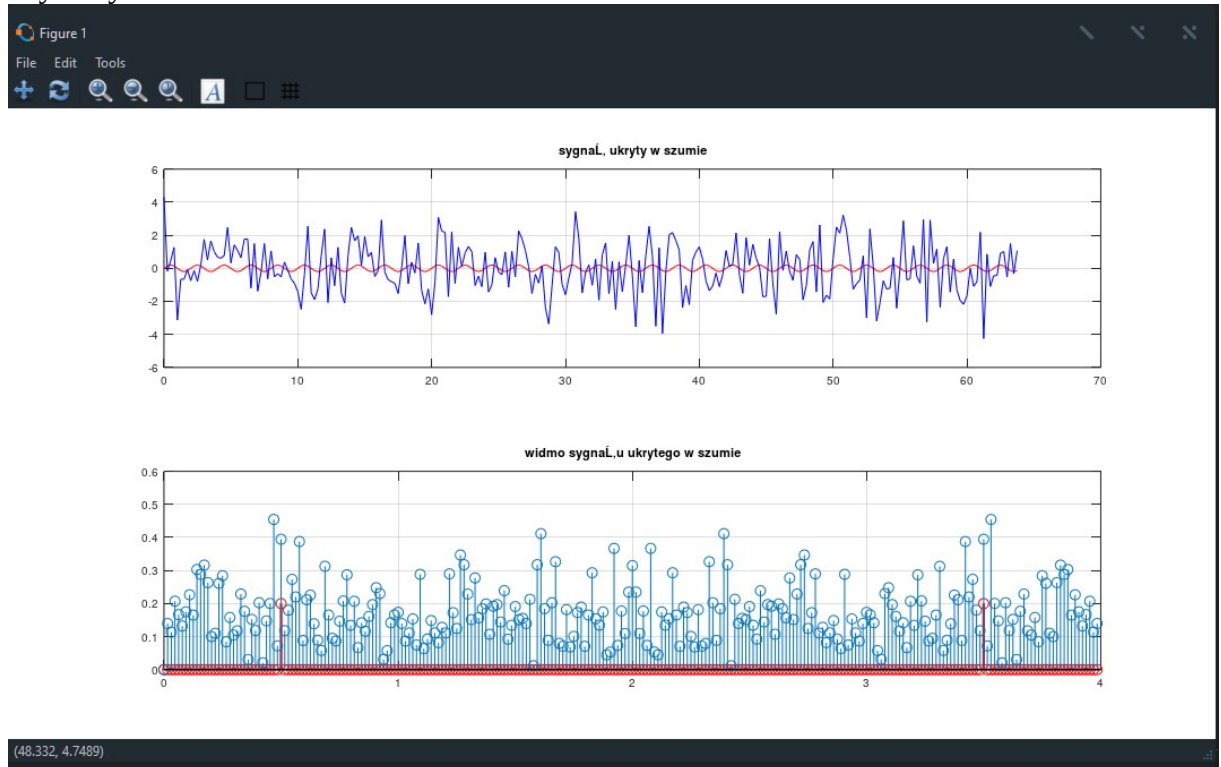 Figure 1
File Edit Tools
A
sygnaĹ‚ ukryty w szumie
6
4
2
0
-2
-4
-6
0 10 20 30 40 50 60 70
widmo sygnaĹ‚u ukrytego w szumie
0.6
0.5
0.4
0.3
0.2
0.1
0
0 1 2 3 4
(48.332, 4.7489)